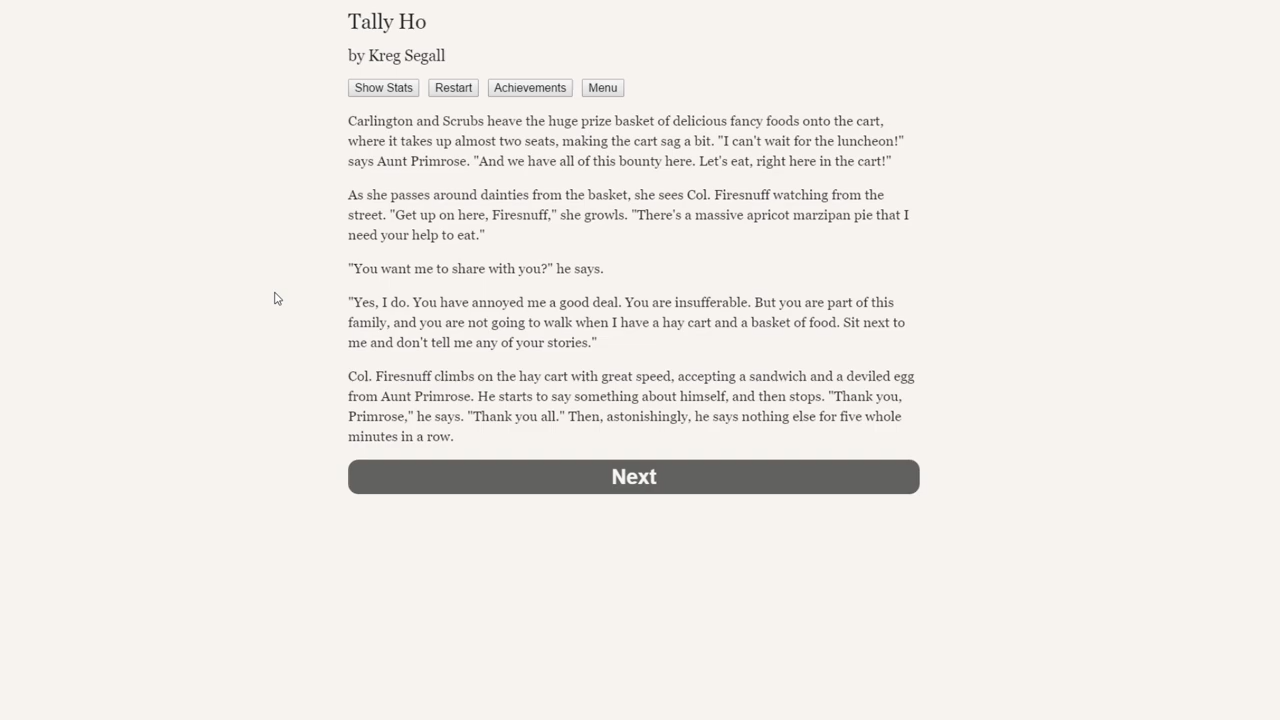 Tally Ho
by Kreg Segall
Show Stats Restart Achievements Menu
Carlington and Scrubs heave the huge prize basket of delicious fancy foods onto the cart,
where it takes up almost two seats, making the cart sag a bit. "I can't wait for the luncheon!"
says Aunt Primrose. "And we have all of this bounty here. Let's eat, right here in the cart!"
As she passes around dainties from the basket, she sees Col. Firesnuff watching from the
street. "Get up on here, Firesnuff," she growls. "There's a massive apricot marzipan pie that I
need your help to eat."
"You want me to share with you?" he says.
"Yes, I do. You have annoyed me a good deal. You are insufferable. But you are part of this
family, and you are not going to walk when I have a hay cart and a basket of food. Sit next to
me and don't tell me any of your stories."
Col. Firesnuff climbs on the hay cart with great speed, accepting a sandwich and a deviled egg
from Aunt Primrose. He starts to say something about himself, and then stops. "Thank you,
Primrose," he says. "Thank you all." Then, astonishingly, he says nothing else for five whole
minutes in a row.
Next